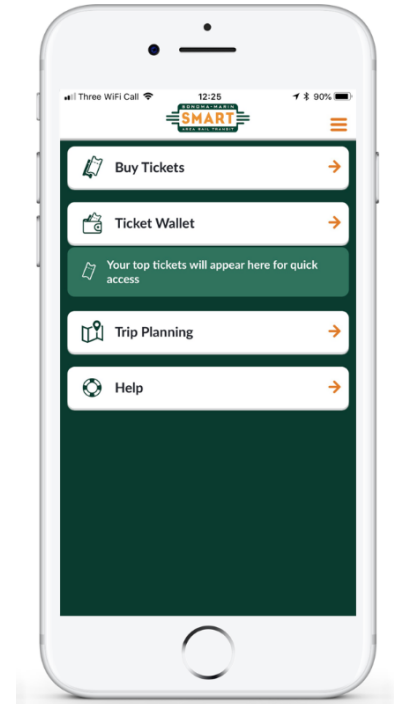 Three WiFi Call
12:25
90%
SONOMA-MARIN
SMART
AREA RAIL TRANSIT
Buy Tickets
Ticket Wallet
Your top tickets will appear here for quick
access
Trip Planning
Help